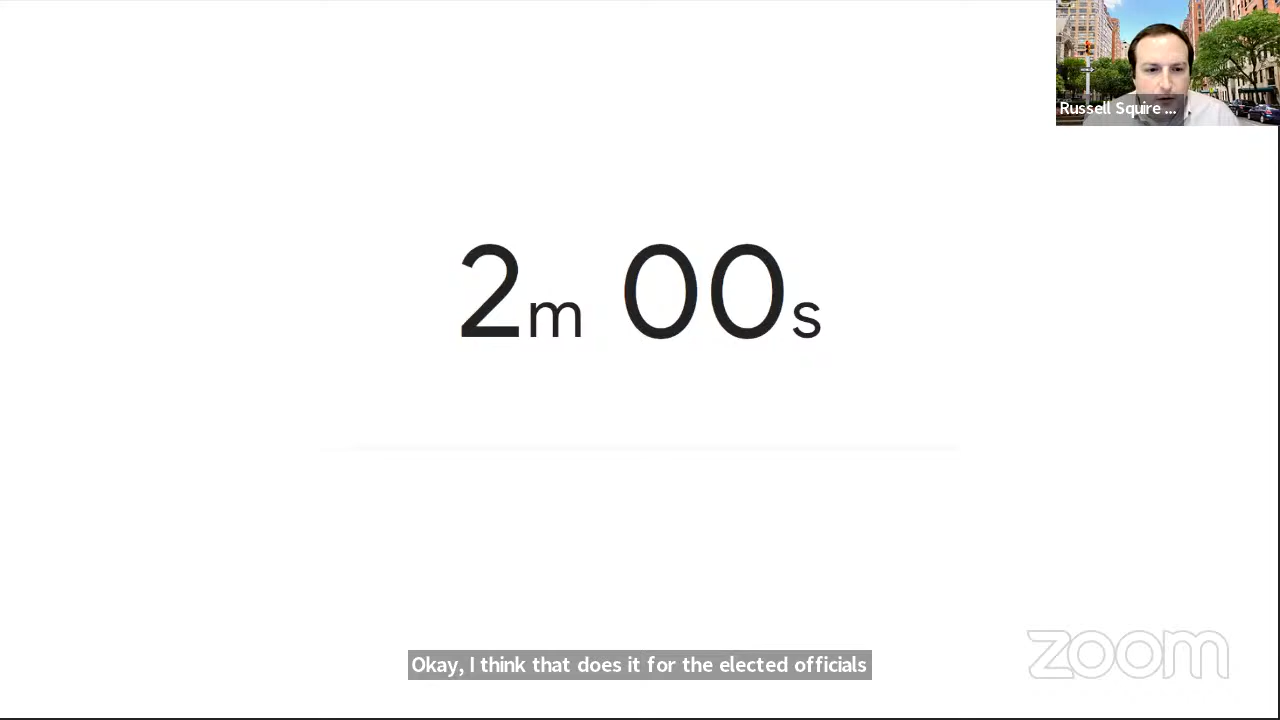 Russell Squire ...
2m 00s
Okay, I think that does it for the elected officials
zoom